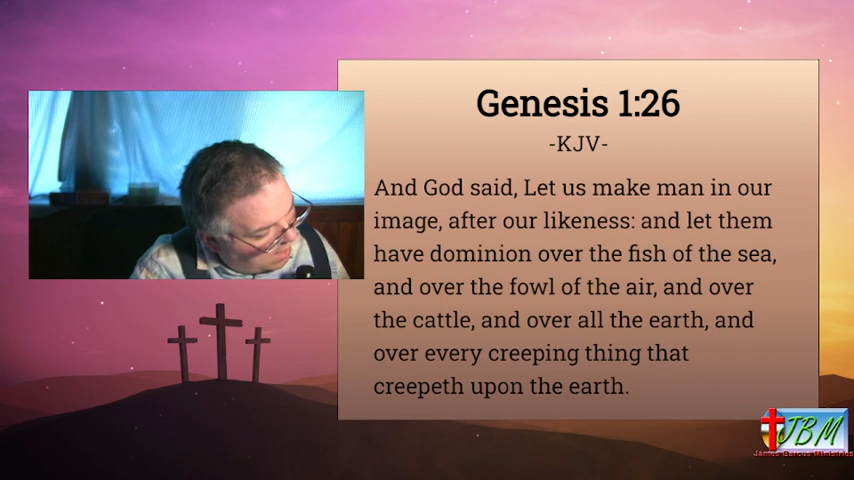 Genesis 1:26
-KJV-
And God said, Let us make man in our
image, after our likeness: and let them
have dominion over the fish of the sea,
and over the fowl of the air, and over
the cattle, and over all the earth, and
over every creeping thing that
creepeth upon the earth.
JBM